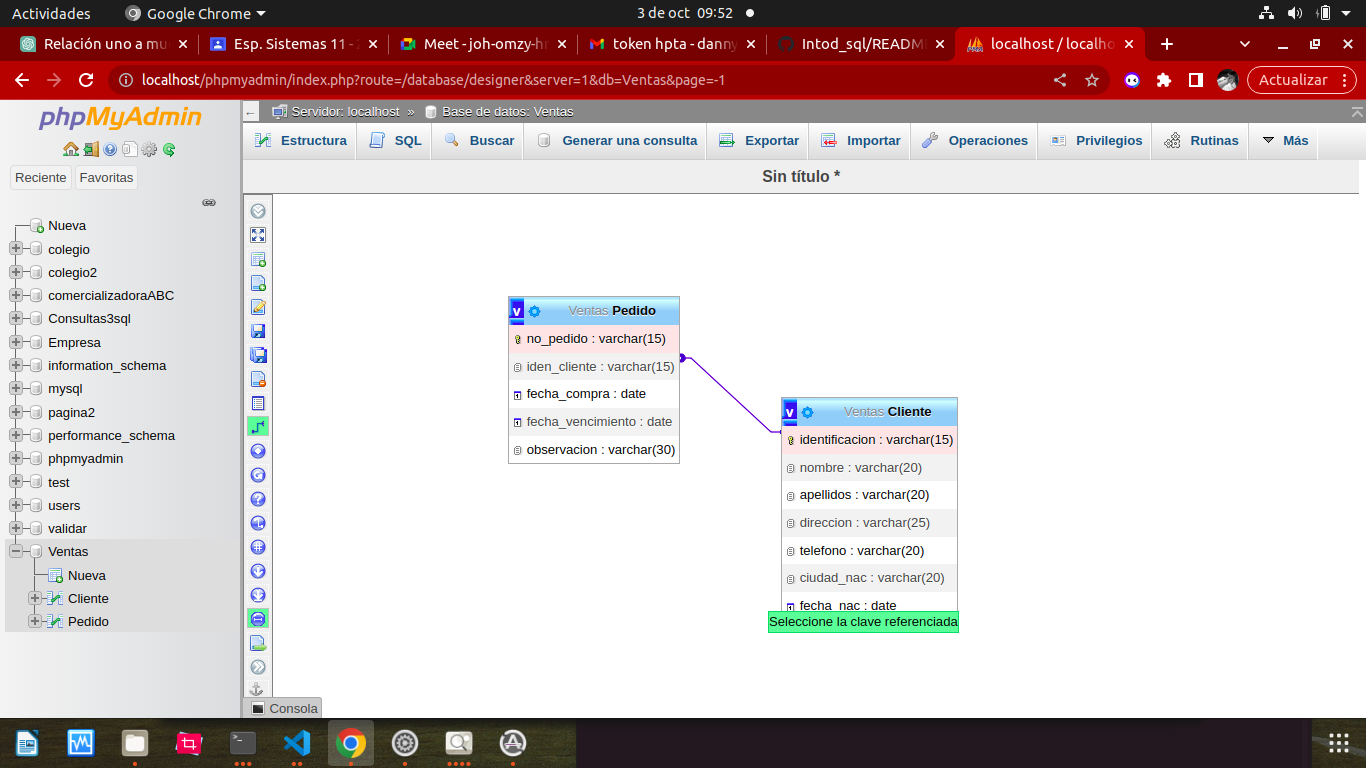 Actividades
Google Chrome
3 de oct 09:52
Relación uno a mu
Esp. Sistemas 11 - 2
Meet - joh-omzy-hr
token hpta - danny
Intod_sql/READM
localhost / localho
localhost/phpmyadmin/index.php?route=/database/designer&server=1&db=Ventas&page=-1
Actualizar
phpMyAdmin
Reciente
Favoritas
Nueva
colegio
colegio2
comercializadoraABC
Consultas3sql
Empresa
information_schema
mysql
pagina2
performance_schema
phpmyadmin
test
users
validar
Ventas
Nueva
Cliente
Pedido
Servidor: localhost » Base de datos: Ventas
Estructura
SQL
Buscar
Generar una consulta
Exportar
Importar
Operaciones
Privilegios
Rutinas
Más
Sin título *
v Ventas Pedido
no_pedido : varchar(15)
iden_cliente : varchar(15)
fecha_compra : date
fecha_vencimiento : date
observacion : varchar(30)
v Ventas Cliente
identificacion : varchar(15)
nombre : varchar(20)
apellidos : varchar(20)
direccion : varchar(25)
telefono : varchar(20)
ciudad_nac : varchar(20)
fecha_nac : date
Seleccione la clave referenciada
Consola